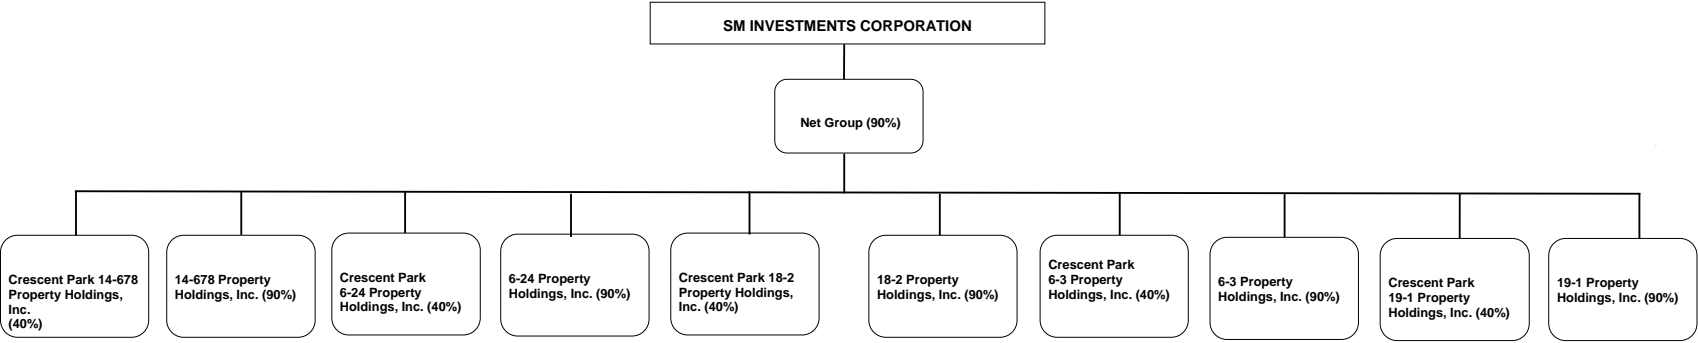 SM INVESTMENTS CORPORATION
Net Group (90%)
Crescent Park 14-678
Property Holdings,
Inc.
(40%)
14-678 Property
Holdings, Inc. (90%)
Crescent Park
6-24 Property
Holdings, Inc. (40%)
6-24 Property
Holdings, Inc. (90%)
Crescent Park 18-2
Property Holdings,
Inc. (40%)
18-2 Property
Holdings, Inc. (90%)
Crescent Park
6-3 Property
Holdings, Inc. (40%)
6-3 Property
Holdings, Inc. (90%)
Crescent Park
19-1 Property
Holdings, Inc. (40%)
19-1 Property
Holdings, Inc. (90%)